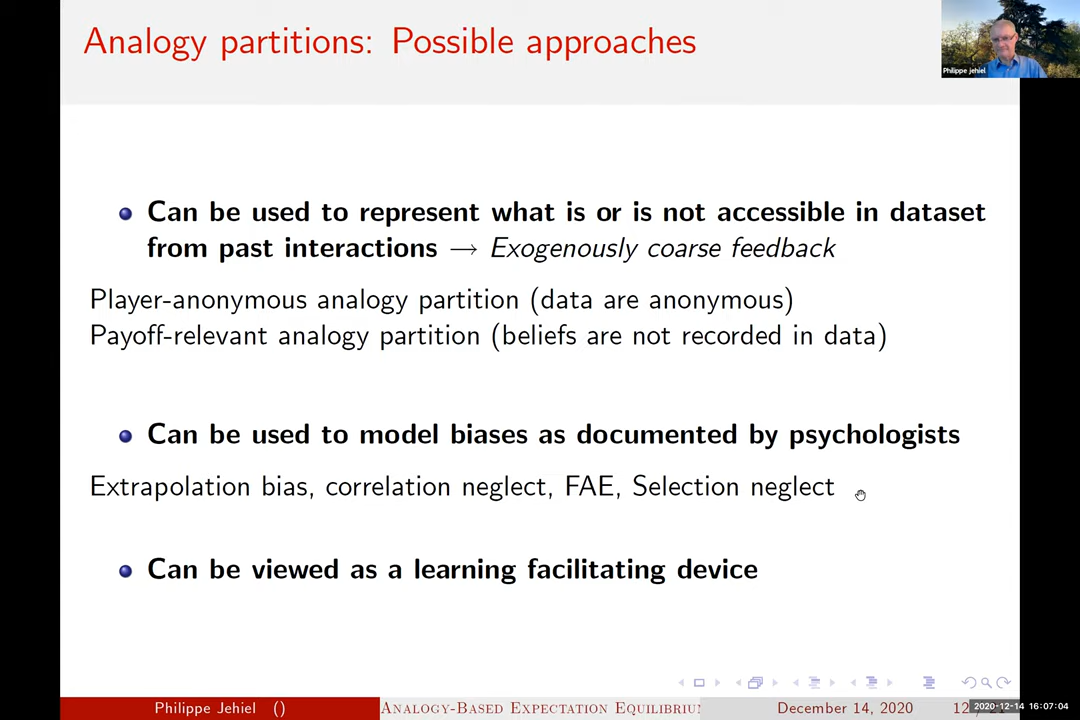 Analogy partitions: Possible approaches
Philippe jehiel
Can be used to represent what is or is not accessible in dataset
from past interactions → Exogenously coarse feedback
Player-anonymous analogy partition (data are anonymous)
Payoff-relevant analogy partition (beliefs are not recorded in data)
Can be used to model biases as documented by psychologists
Extrapolation bias, correlation neglect, FAE, Selection neglect
Can be viewed as a learning facilitating device
Philippe Jehiel ()
Analogy-Based Expectation
December 14, 2020
2020-12-14 16:07:04